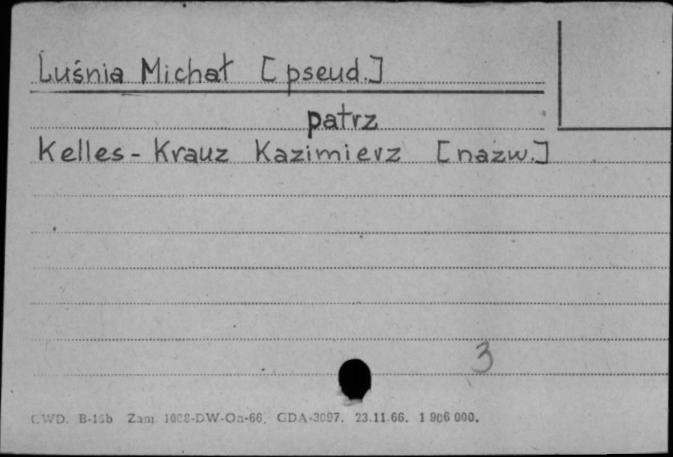 Luśnia Michał [pseud.]
patrz
Kelles-Krauz Kazimierz [nazw.]
3
CWD. B-15b Zam. 1008-DW-On-66. GDA-3097. 23.11.66. 1 906 000.